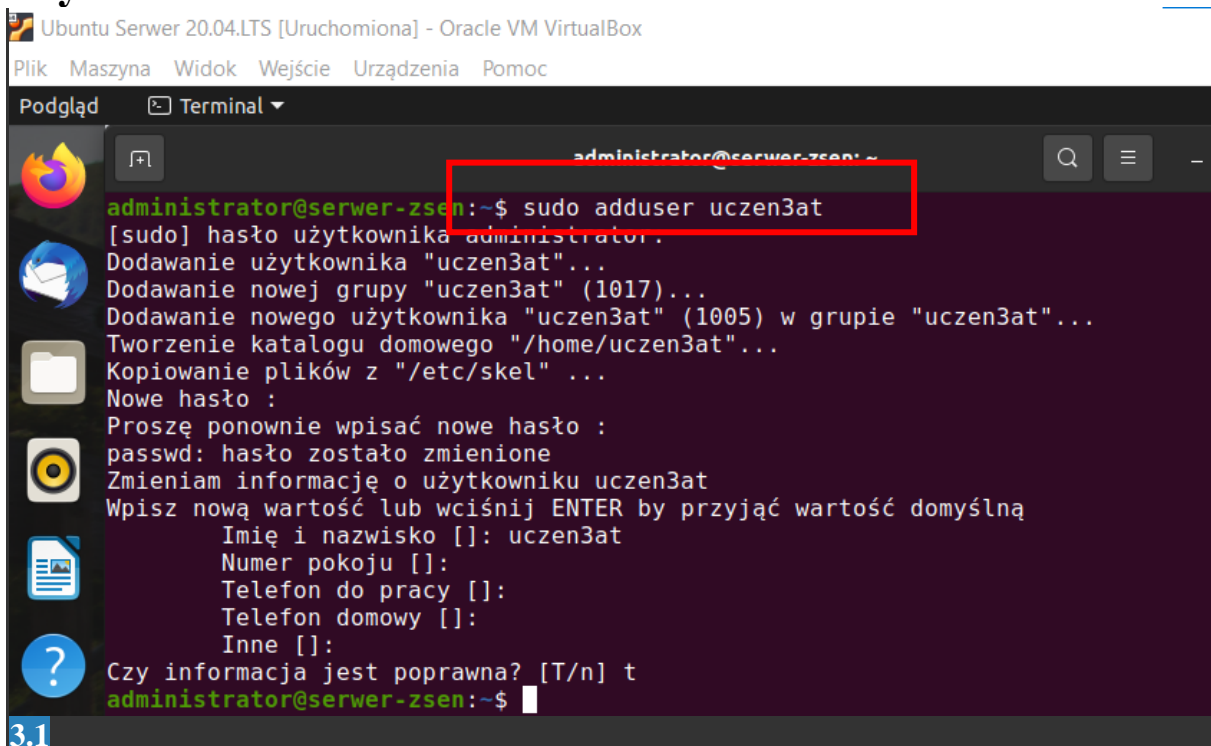 Ubuntu Serwer 20.04.LTS [Uruchomiona] - Oracle VM VirtualBox
Plik Maszyna Widok Wejście Urządzenia Pomoc
Podgląd Terminal
administrator@serwer-zsen: ~
administrator@serwer-zsen:~$ sudo adduser uczen3at
[sudo] hasło użytkownika administrator:
Dodawanie użytkownika "uczen3at"...
Dodawanie nowej grupy "uczen3at" (1017)...
Dodawanie nowego użytkownika "uczen3at" (1005) w grupie "uczen3at"...
Tworzenie katalogu domowego "/home/uczen3at"...
Kopiowanie plików z "/etc/skel" ...
Nowe hasło :
Proszę ponownie wpisać nowe hasło :
passwd: hasło zostało zmienione
Zmieniam informację o użytkowniku uczen3at
Wpisz nową wartość lub wciśnij ENTER by przyjąć wartość domyślną
Imię i nazwisko []: uczen3at
Numer pokoju []:
Telefon do pracy []:
Telefon domowy []:
Inne []:
Czy informacja jest poprawna? [T/n] t
administrator@serwer-zsen:~$
3.1